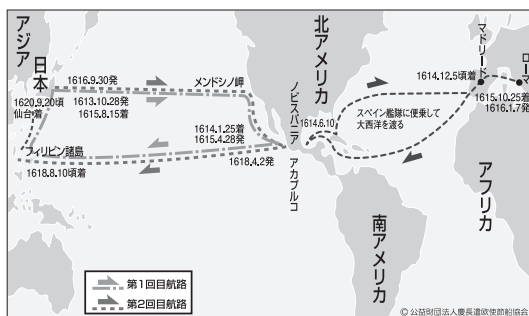 アジア
日本
1620.9.20頃
仙台着
1616.9.30発
1613.10.28発
1615.8.15着
メンドシノ岬
北アメリカ
ノビスパニア
アカプルコ
1614.1.25着
1615.4.28発
1618.4.2発
フィリピン諸島
1618.8.10頃着
1614.6.10
スペイン艦隊に便乗して
大西洋を渡る
1614.12.5頃着
マドリード
ローマ
1615.10.25着
1616.1.7発
アフリカ
南アメリカ
第1回目航路
第2回目航路
© 公益財団法人慶長遣欧使節船協会